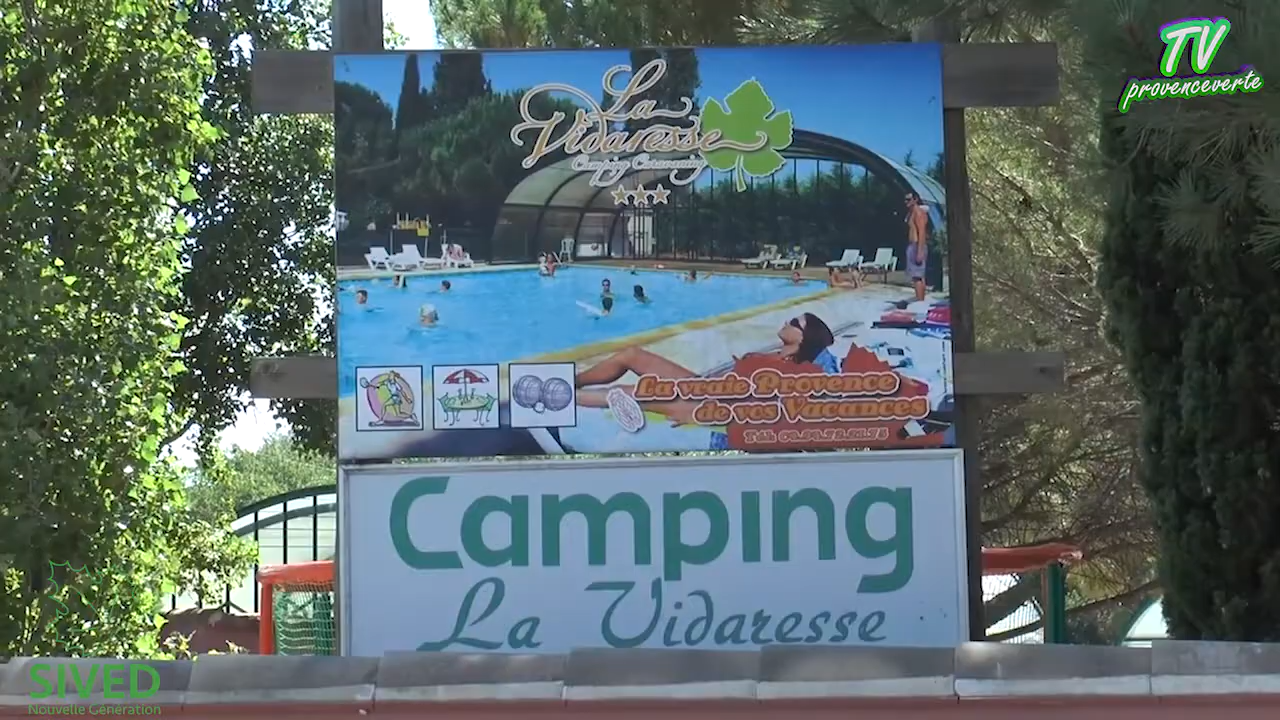 TV
provenceverte
La
Vidaresse
Camping Caravaning
La vraie Provence
de vos Vacances
Camping
La Vidaresse
SIVED
Nouvelle Génération